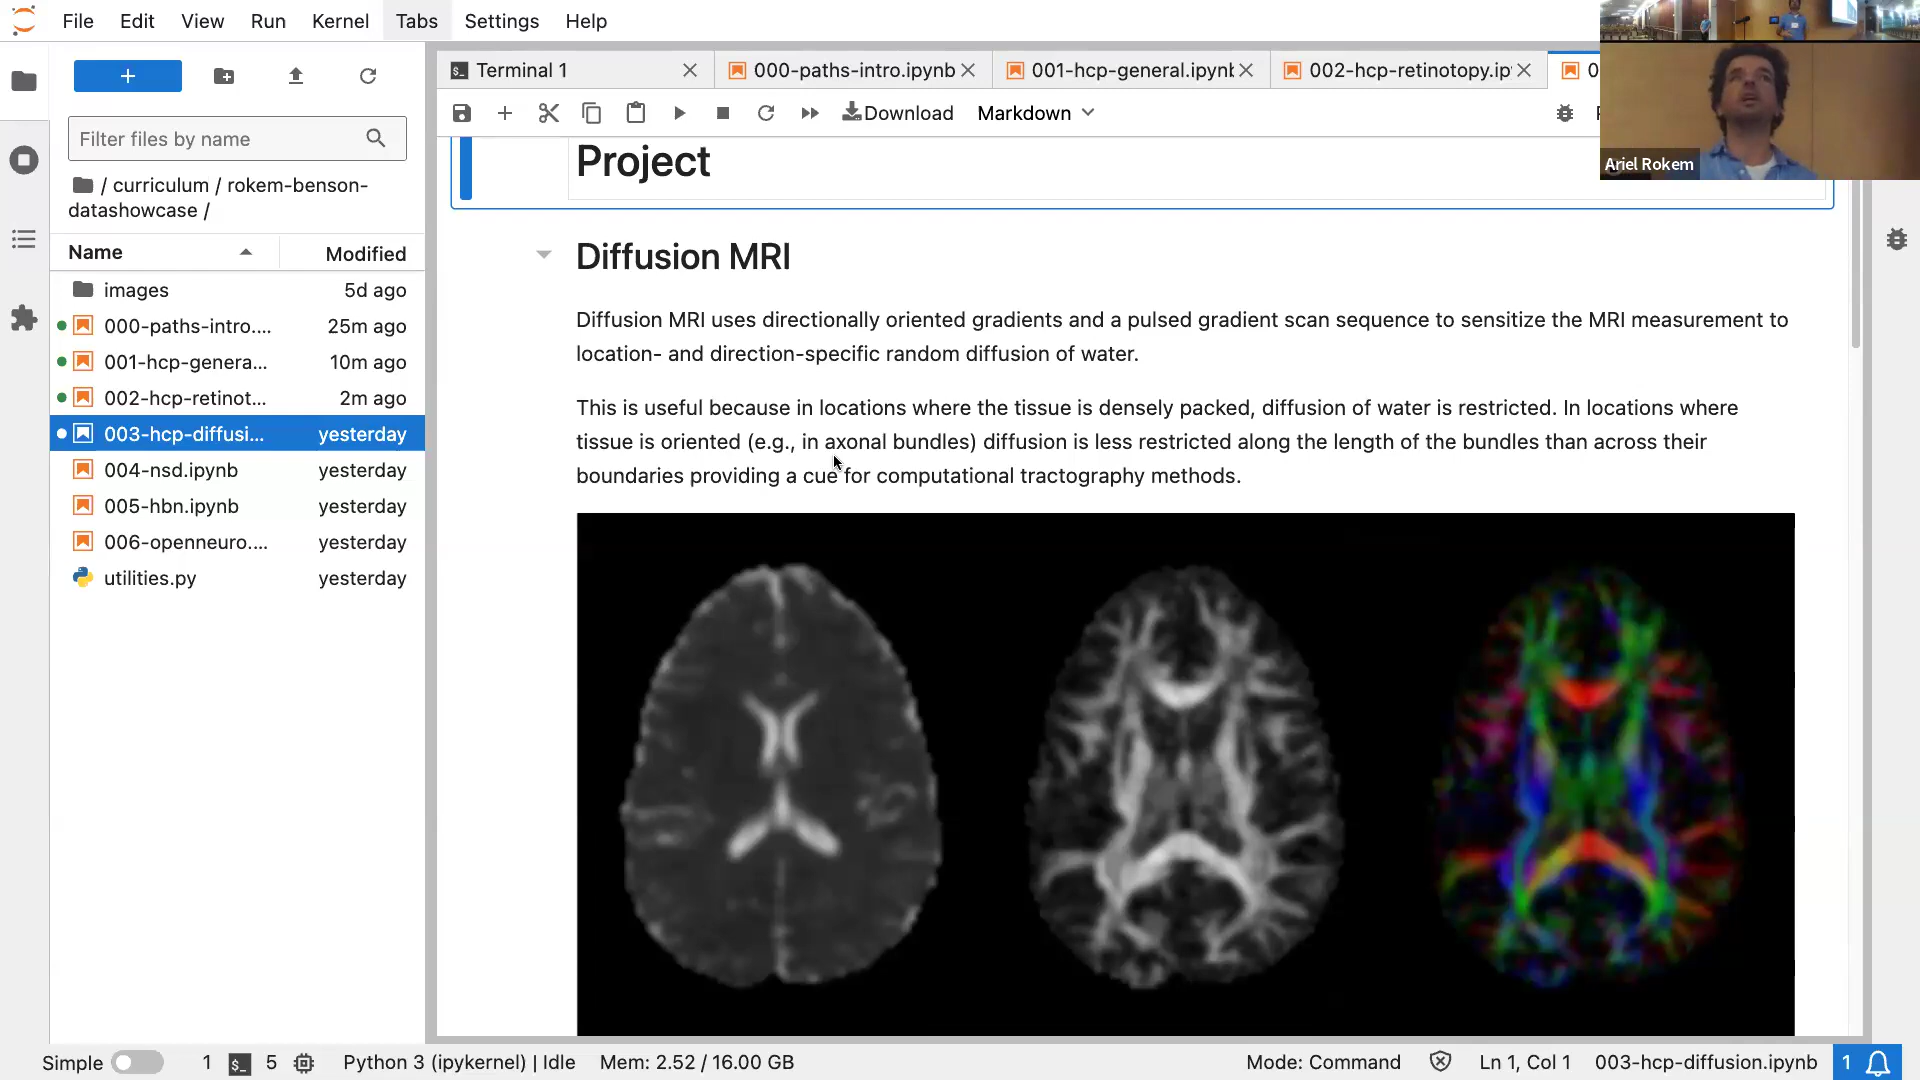 File Edit View Run Kernel Tabs Settings Help
Terminal 1
000-paths-intro.ipynb
001-hcp-general.ipynb
002-hcp-retinotopy.ip
0
Filter files by name
/ curriculum / rokem-benson-
datashowcase /
Name Modified
images 5d ago
000-paths-intro.... 25m ago
001-hcp-genera... 10m ago
002-hcp-retinot... 2m ago
003-hcp-diffusi... yesterday
004-nsd.ipynb yesterday
005-hbn.ipynb yesterday
006-openneuro.... yesterday
utilities.py yesterday
Download Markdown
Ariel Rokem
Project
Diffusion MRI
Diffusion MRI uses directionally oriented gradients and a pulsed gradient scan sequence to sensitize the MRI measurement to
location- and direction-specific random diffusion of water.
This is useful because in locations where the tissue is densely packed, diffusion of water is restricted. In locations where
tissue is oriented (e.g., in axonal bundles) diffusion is less restricted along the length of the bundles than across their
boundaries providing a cue for computational tractography methods.
Simple 1 $_ 5 Python 3 (ipykernel) | Idle Mem: 2.52 / 16.00 GB Mode: Command Ln 1, Col 1 003-hcp-diffusion.ipynb 1